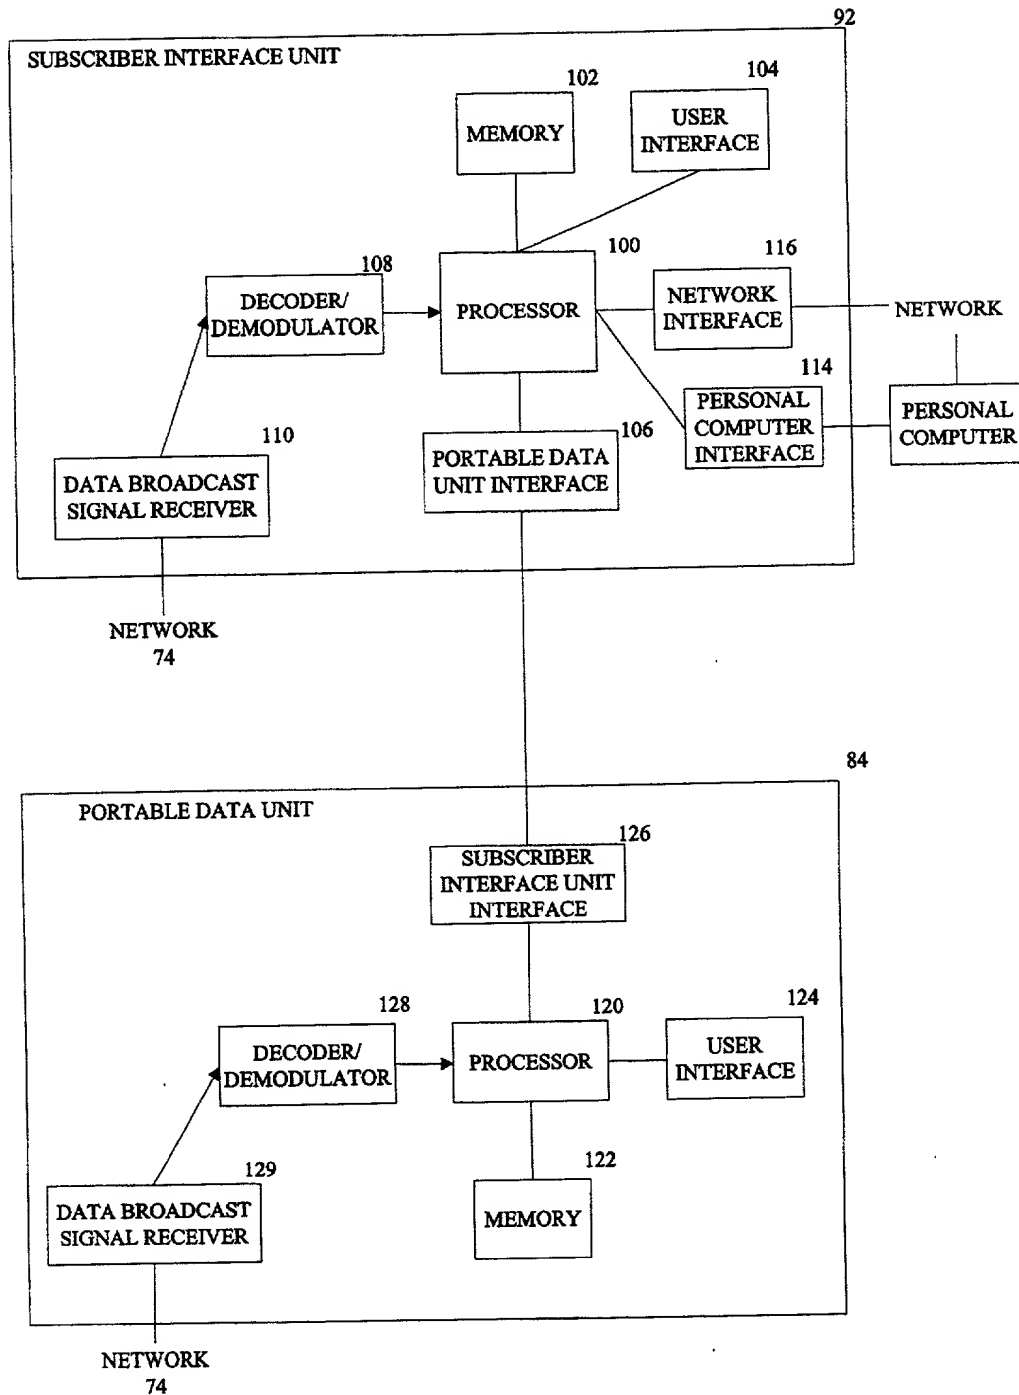 92
SUBSCRIBER INTERFACE UNIT
102
104
MEMORY
USER
INTERFACE
100
116
108
DECODER/
DEMODULATOR
PROCESSOR
NETWORK
INTERFACE
NETWORK
114
PERSONAL
COMPUTER
INTERFACE
PERSONAL
COMPUTER
110
106
DATA BROADCAST
SIGNAL RECEIVER
PORTABLE DATA
UNIT INTERFACE
NETWORK
74
84
PORTABLE DATA UNIT
126
SUBSCRIBER
INTERFACE UNIT
INTERFACE
128
120
124
DECODER/
DEMODULATOR
PROCESSOR
USER
INTERFACE
129
122
DATA BROADCAST
SIGNAL RECEIVER
MEMORY
NETWORK
74